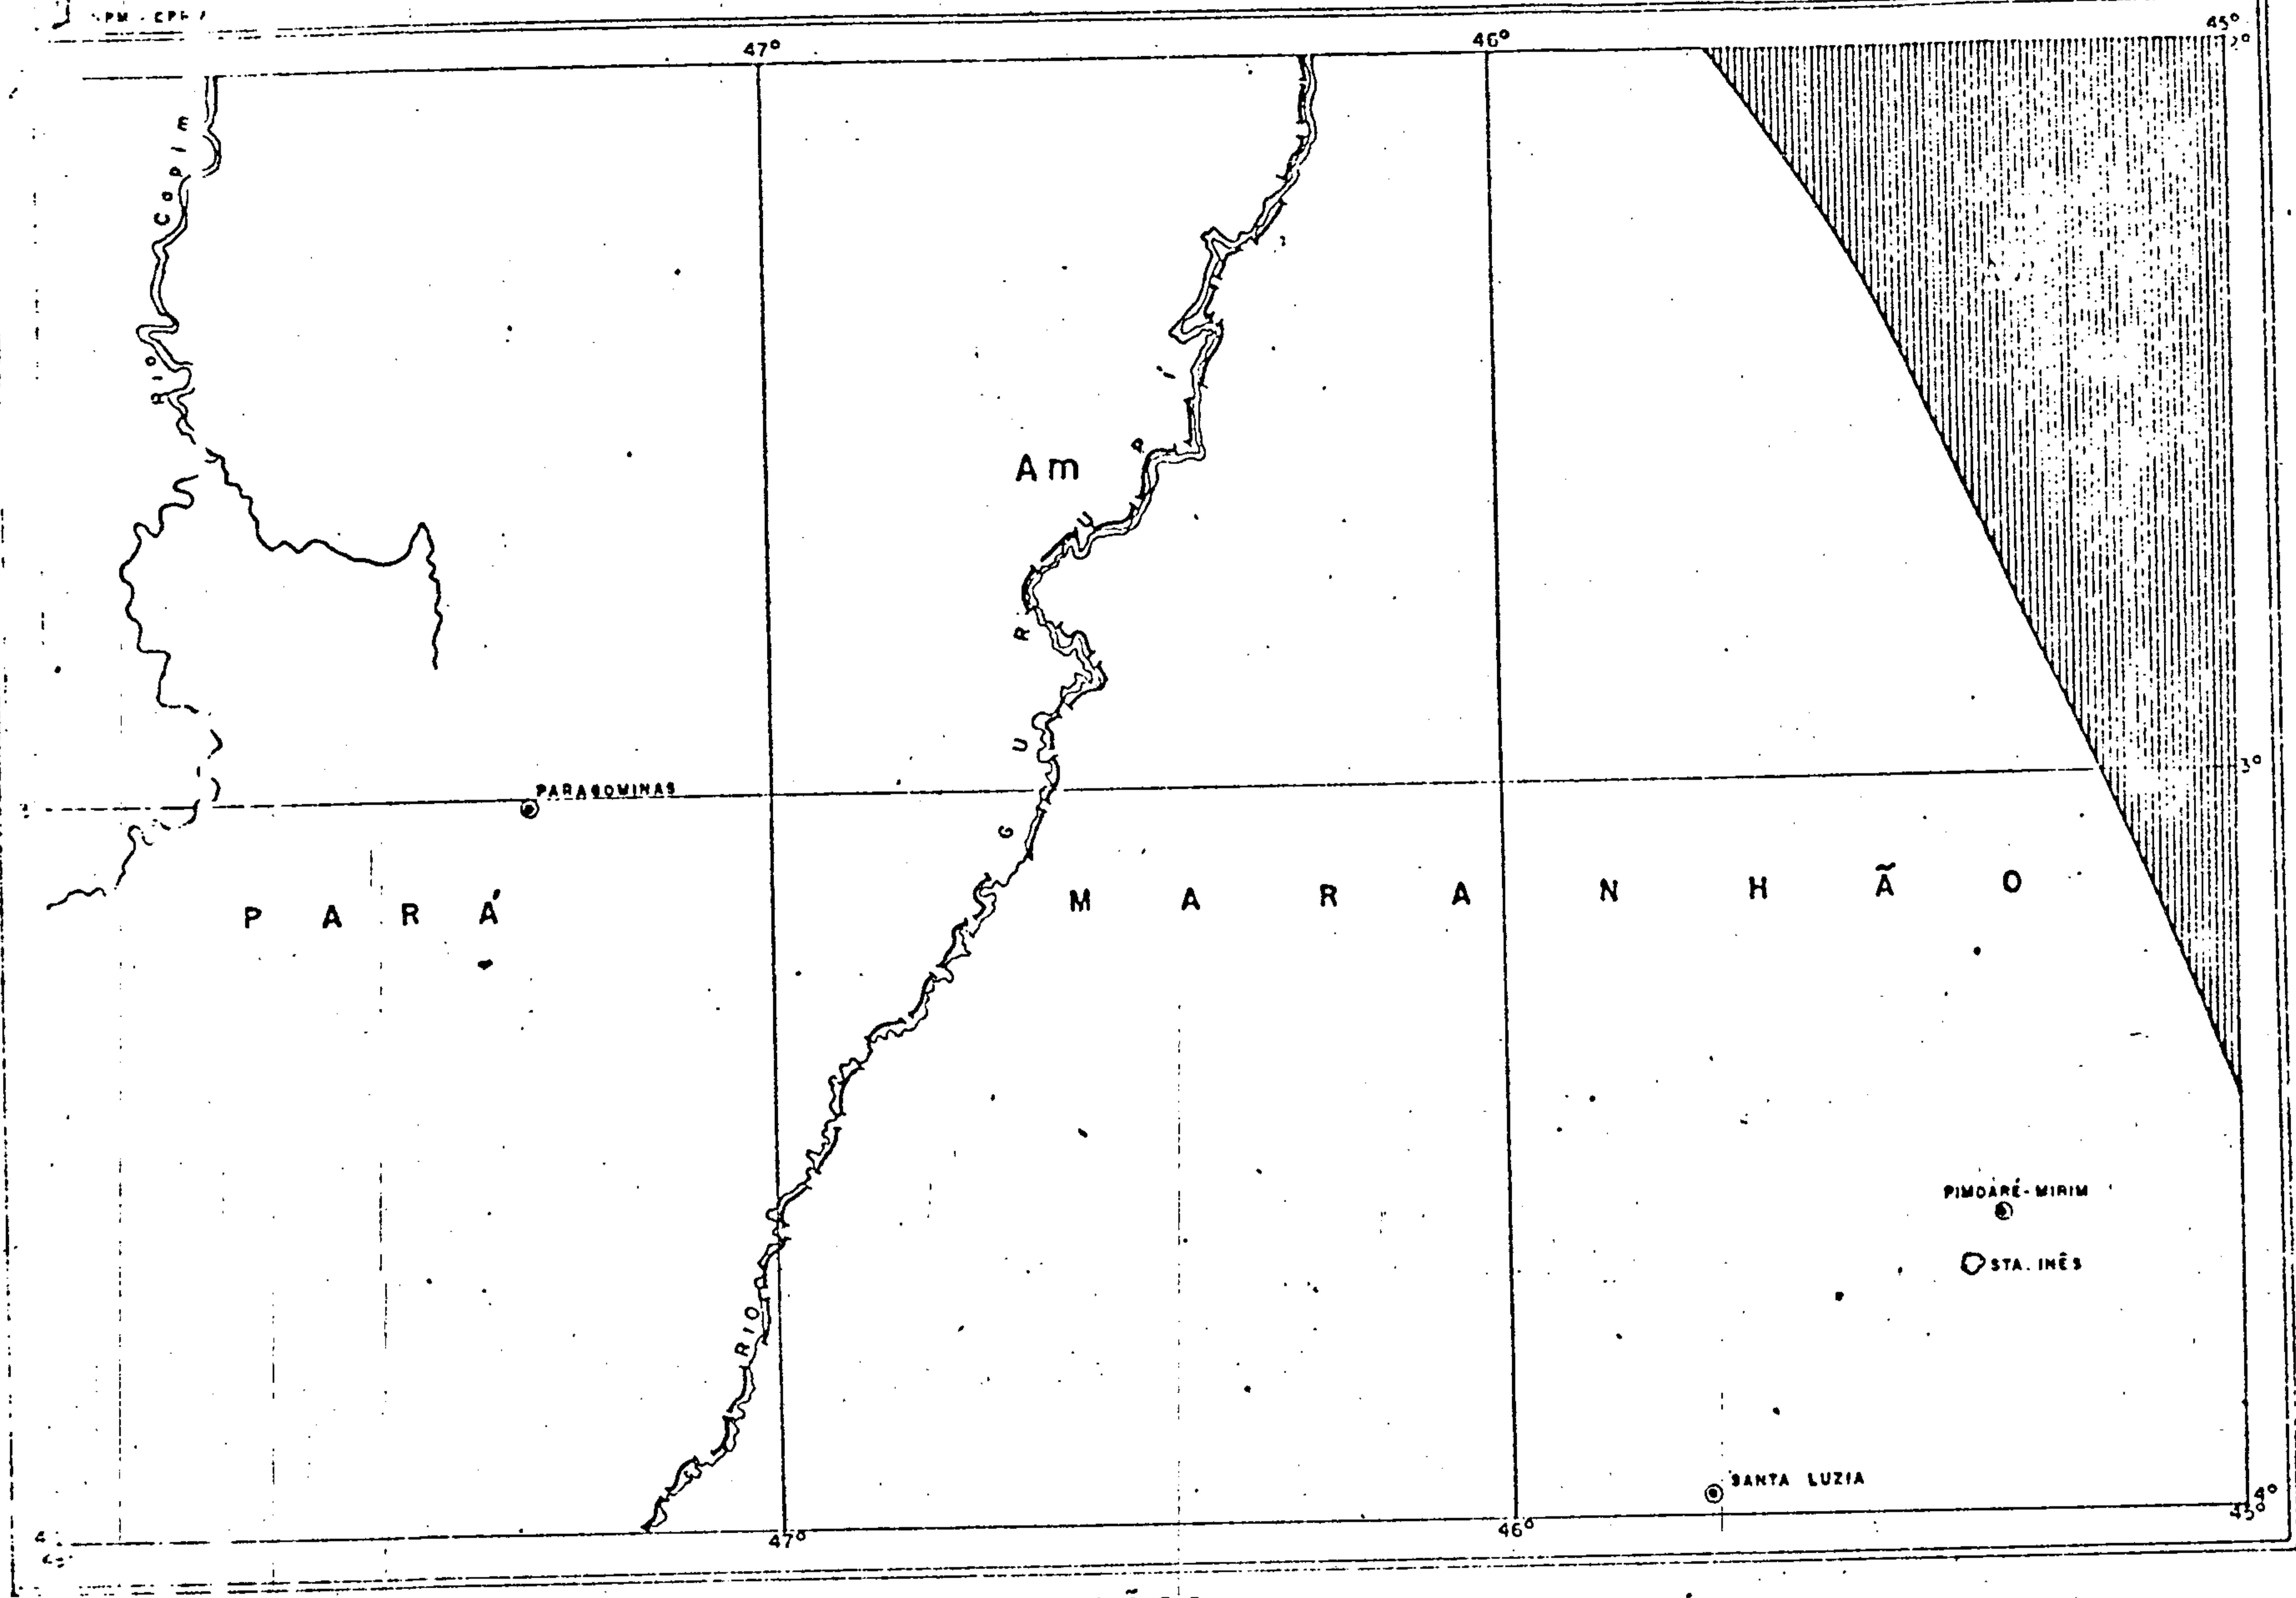 47°
46°
45°
2°
Rio Capim
Am
RIO GURUPÍ
3°
PARAGOMINAS
PARÁ
MARANHÃO
PIMDARÉ-MIRIM
STA. INÊS
SANTA LUZIA
4°
47°
46°
45°